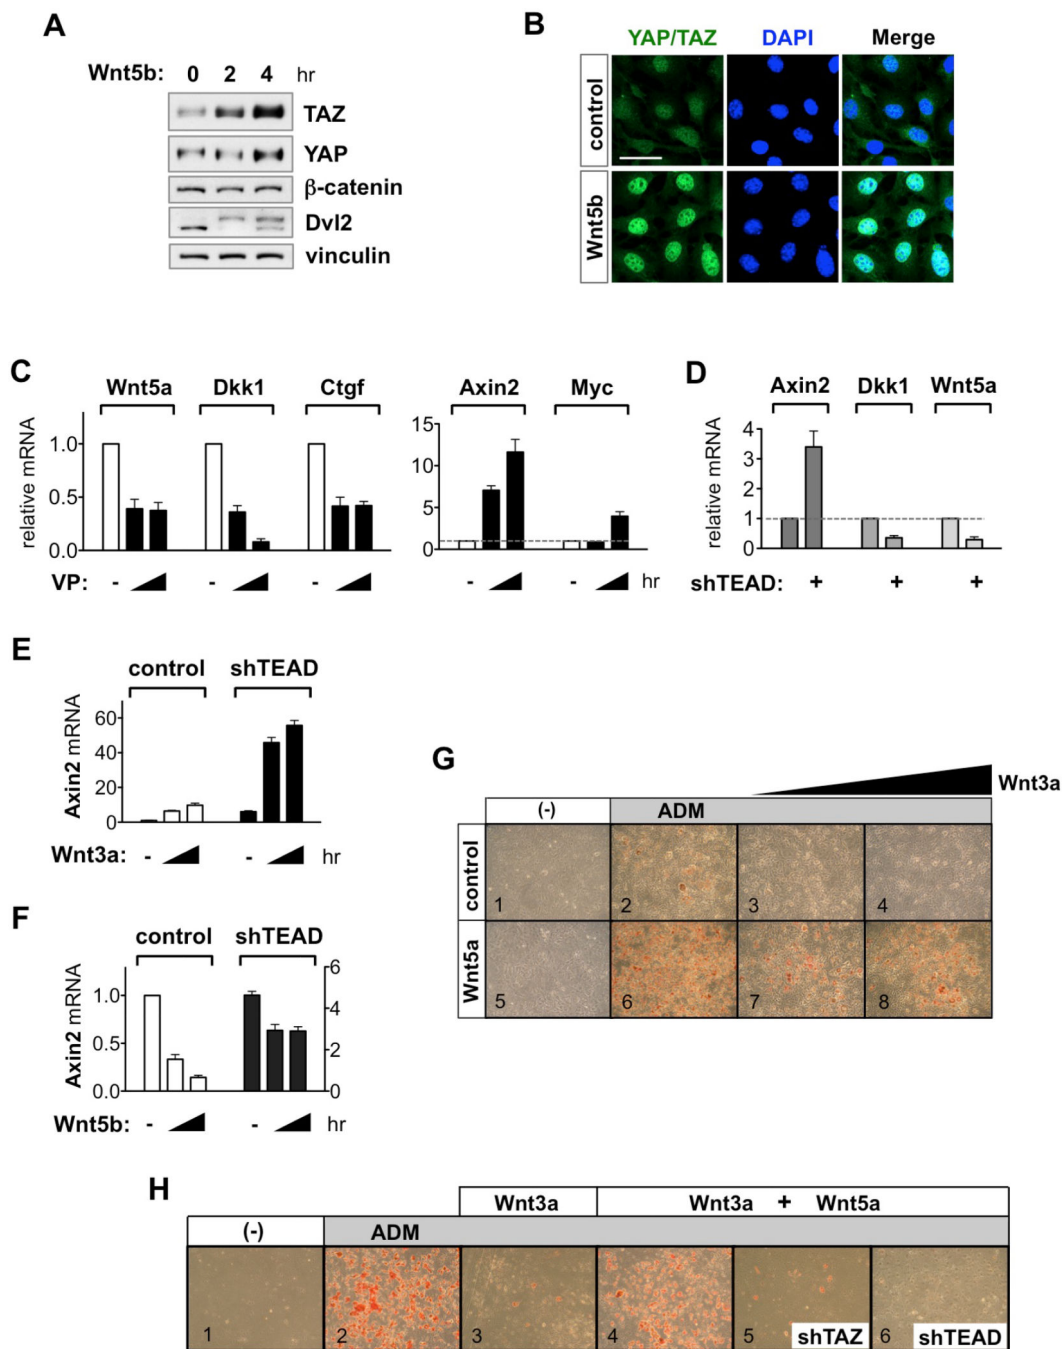 A
Wnt5b: 0 2 4 hr
TAZ
YAP
β-catenin
Dvl2
vinculin
B
YAP/TAZ DAPI Merge
control
Wnt5b
C
Wnt5a Dkk1 Ctgf Axin2 Myc
relative mRNA
1.0
0.5
0.0
15
10
5
0
VP: - - - - - hr
D
Axin2 Dkk1 Wnt5a
relative mRNA
4
3
2
1
0
shTEAD: + + +
E
control shTEAD
Axin2 mRNA
60
40
20
0
Wnt3a: - - hr
F
control shTEAD
Axin2 mRNA
1.0
0.5
0.0
6
4
2
0
Wnt5b: - - hr
G
Wnt3a
(-) ADM
control
1 2 3 4
Wnt5a
5 6 7 8
H
Wnt3a Wnt3a + Wnt5a
(-) ADM
1 2 3 4 5 shTAZ 6 shTEAD